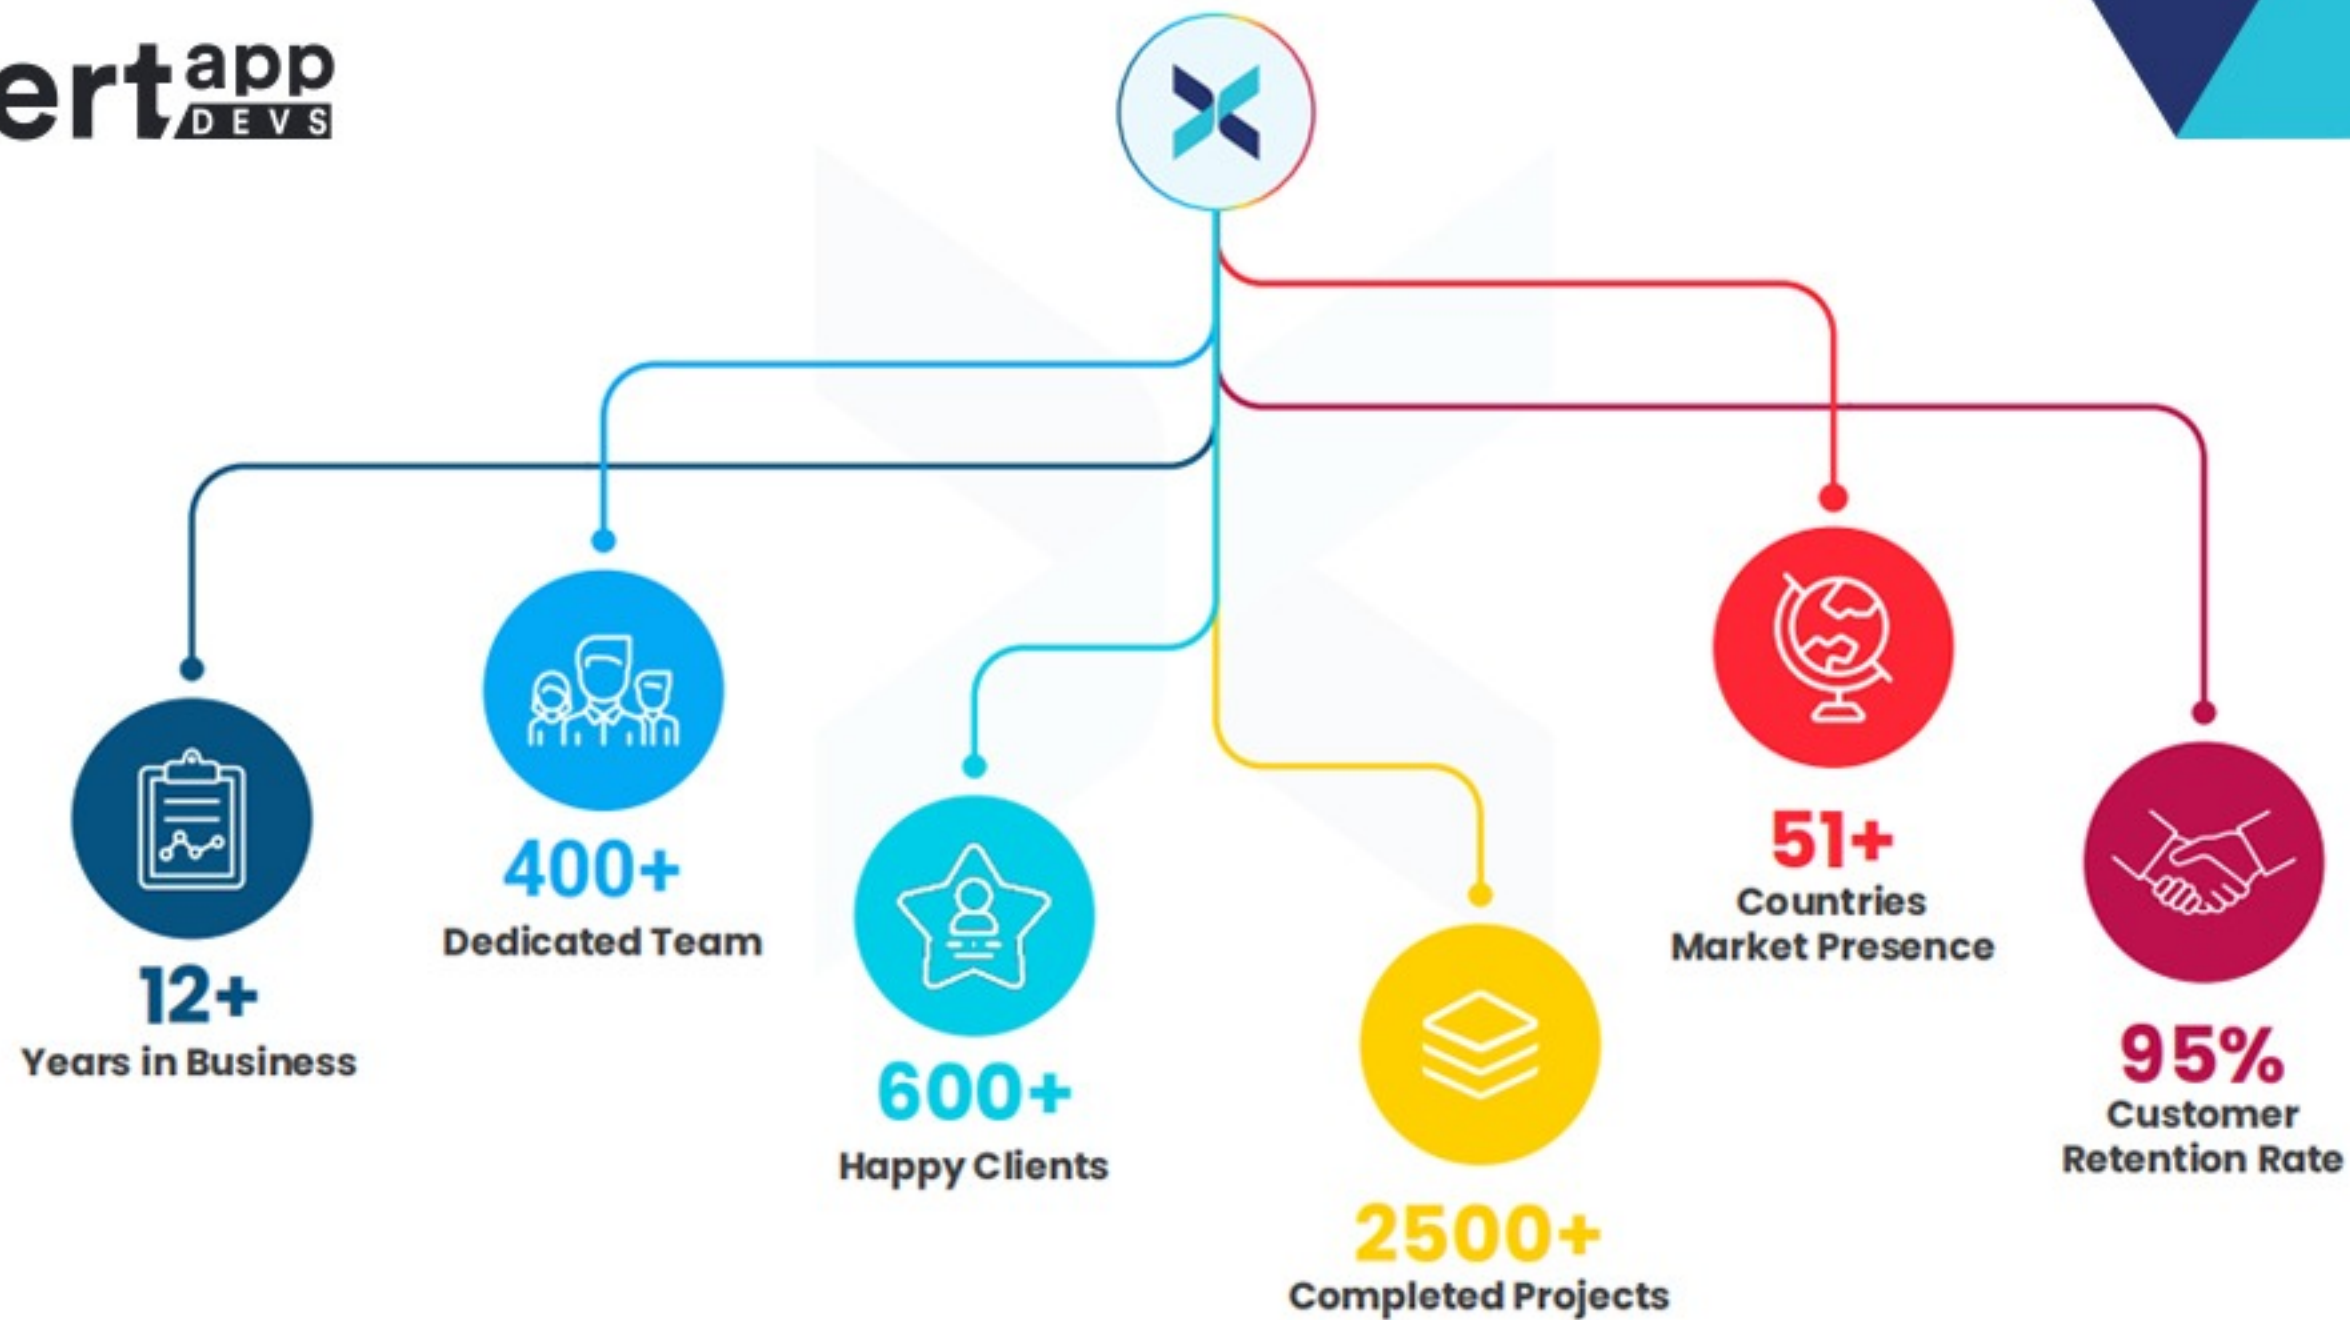 ert app
DEVS
12+
Years in Business
400+
Dedicated Team
600+
Happy Clients
2500+
Completed Projects
51+
Countries
Market Presence
95%
Customer
Retention Rate